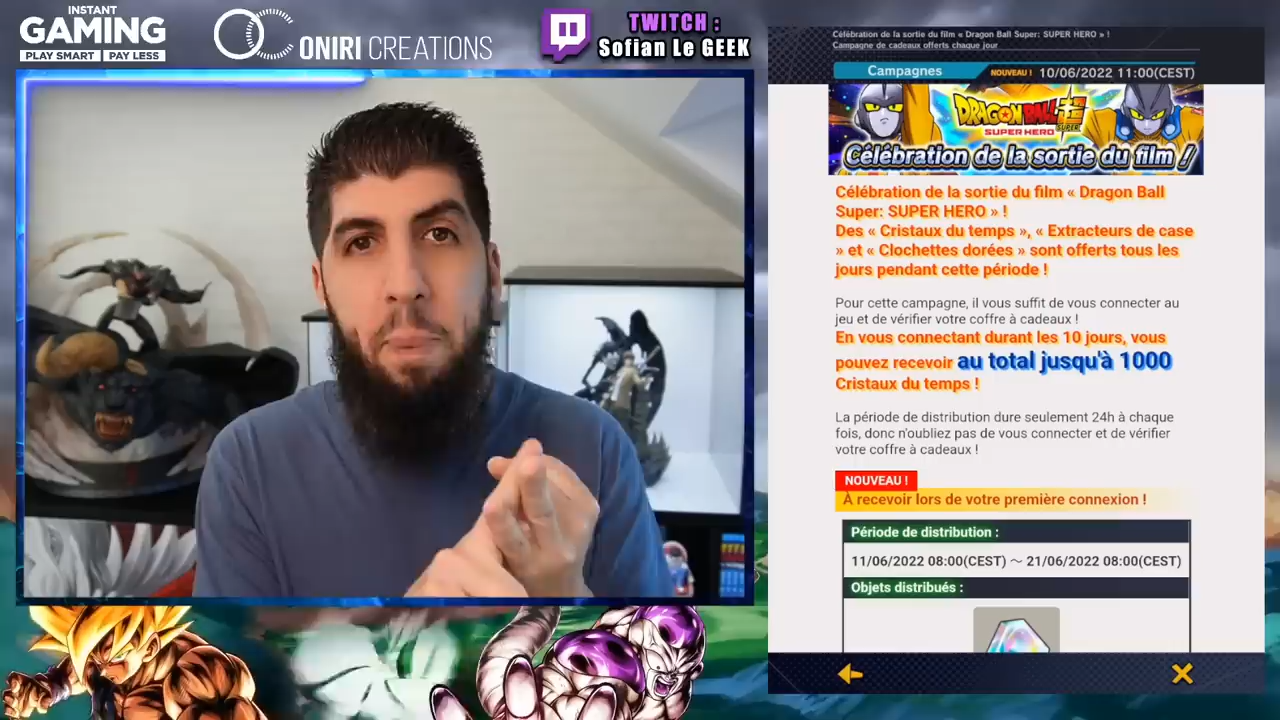 INSTANT
GAMING
PLAY SMART | PAY LESS
ONIRI CREATIONS
TWITCH :
Sofian Le GEEK
Célébration de la sortie du film « Dragon Ball Super: SUPER HERO » !
Campagne de cadeaux offerts chaque jour
Campagnes
NOUVEAU ! 10/06/2022 11:00(CEST)
DRAGON BALL
SUPER
SUPER HERO
Célébration de la sortie du film !
Célébration de la sortie du film « Dragon Ball
Super: SUPER HERO » !
Des « Cristaux du temps », « Extracteurs de case
» et « Clochettes dorées » sont offerts tous les
jours pendant cette période !
Pour cette campagne, il vous suffit de vous connecter au
jeu et de vérifier votre coffre à cadeaux !
En vous connectant durant les 10 jours, vous
pouvez recevoir au total jusqu'à 1000
Cristaux du temps !
La période de distribution dure seulement 24h à chaque
fois, donc n'oubliez pas de vous connecter et de vérifier
votre coffre à cadeaux !
NOUVEAU !
À recevoir lors de votre première connexion !
Période de distribution :
11/06/2022 08:00(CEST) ～ 21/06/2022 08:00(CEST)
Objets distribués :